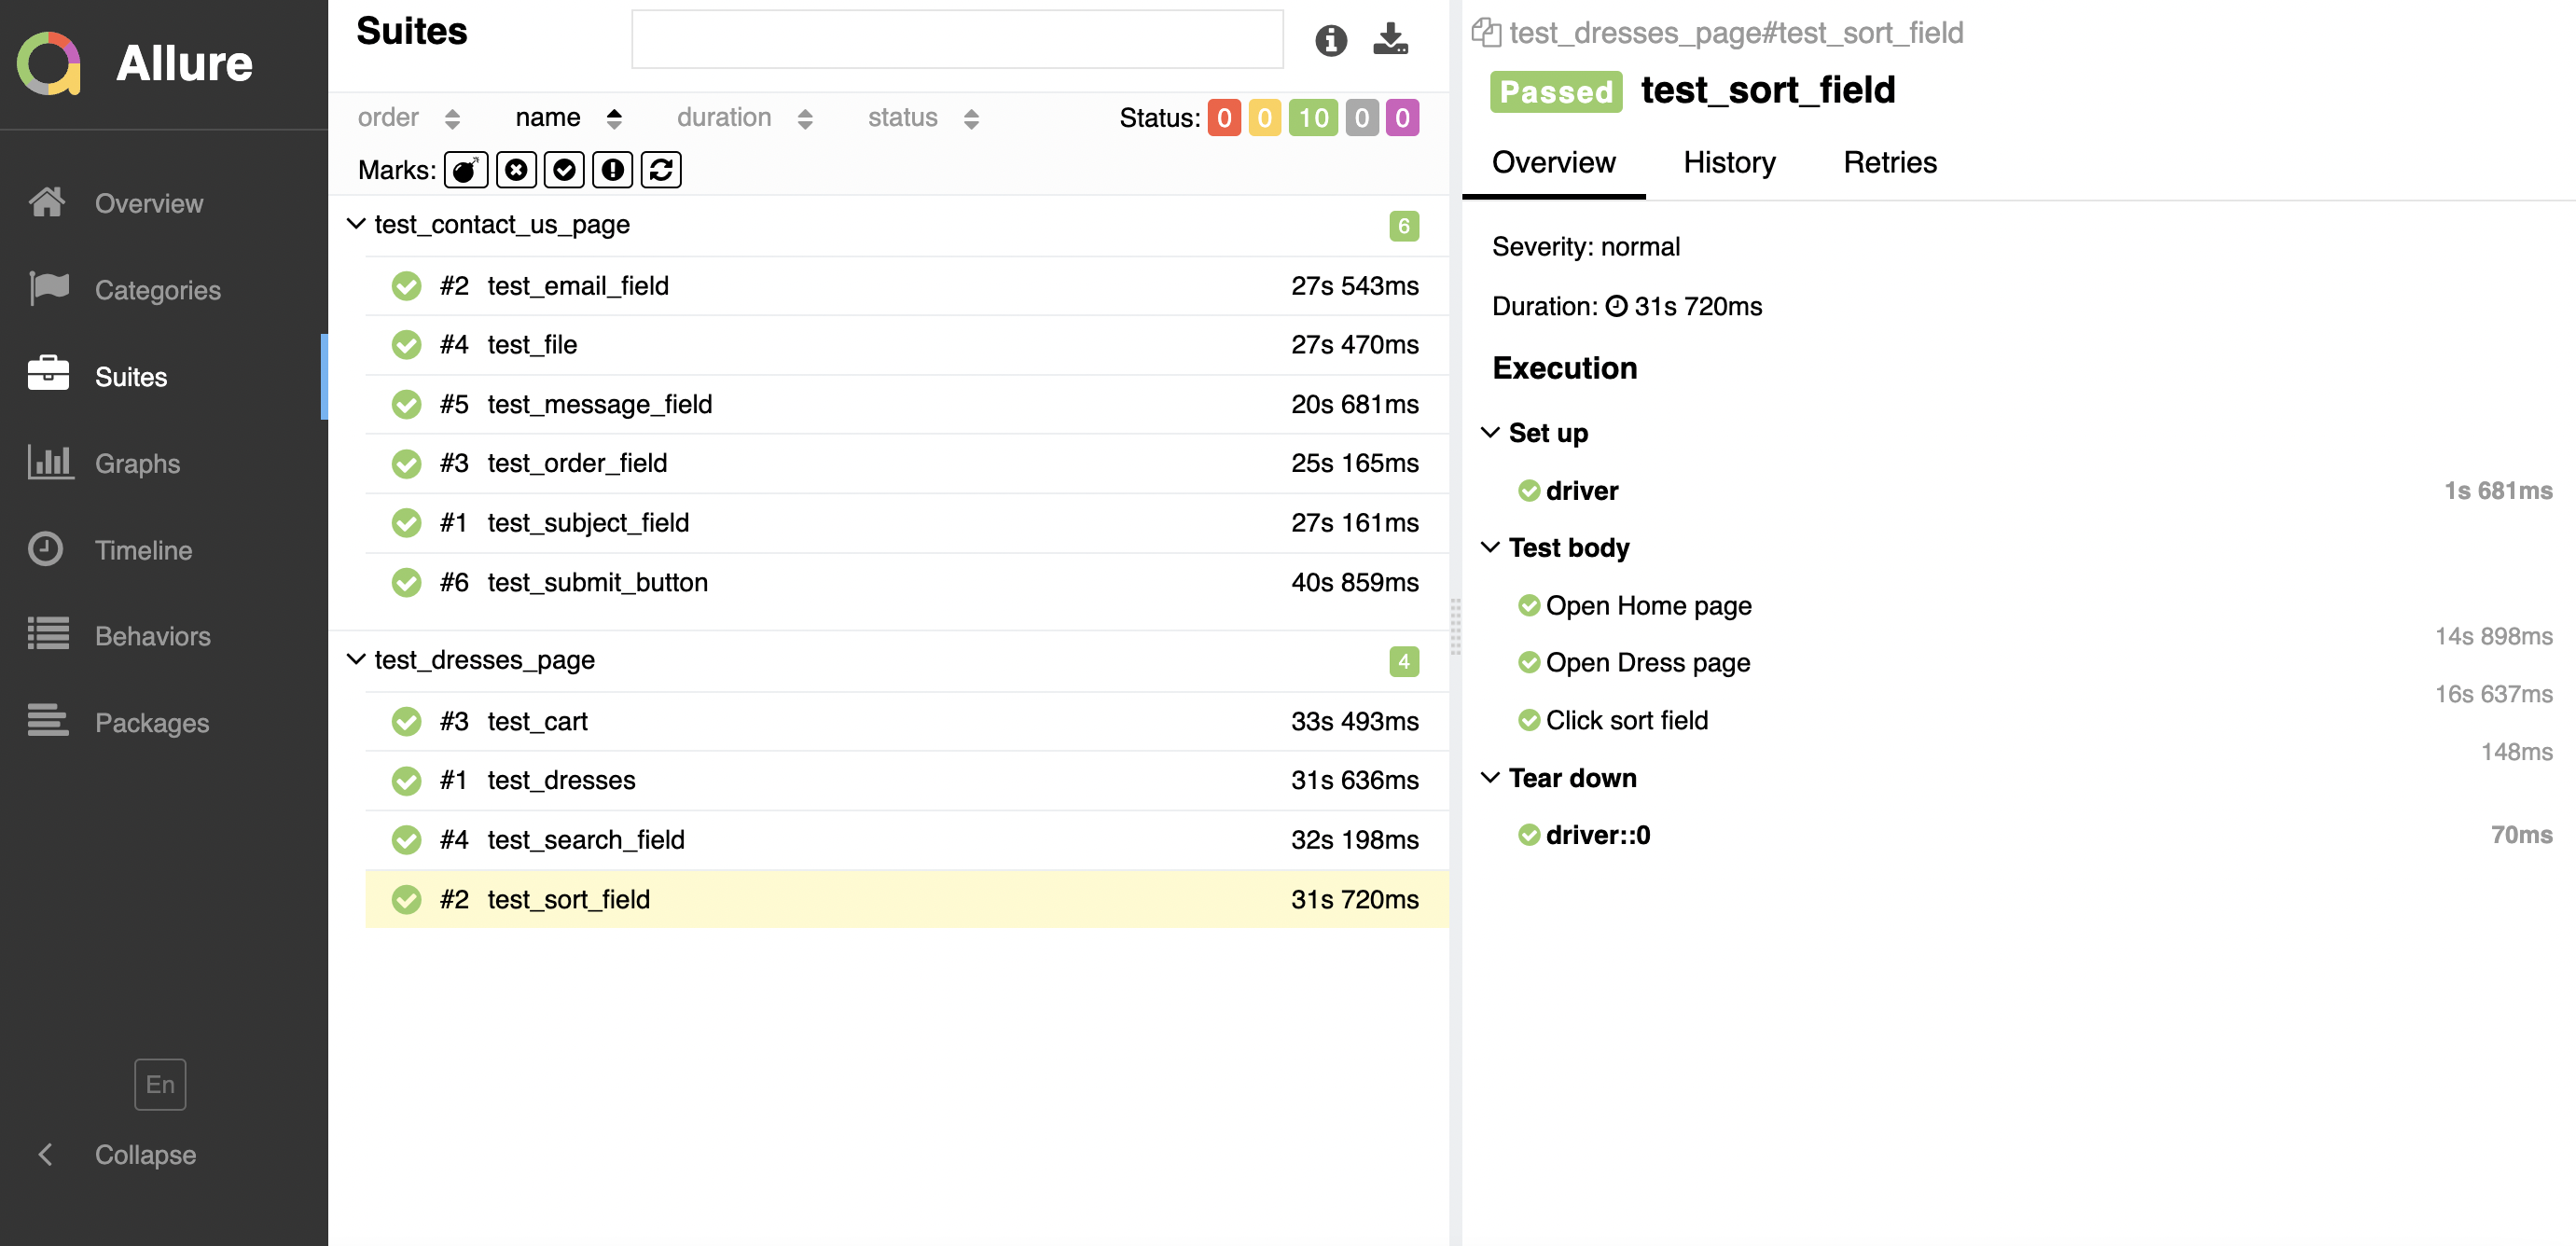 Allure
Overview
Categories
Suites
Graphs
Timeline
Behaviors
Packages
En
Collapse
Suites
order name duration status Status: 0 0 10 0 0
Marks:
test_contact_us_page 6
#2 test_email_field 27s 543ms
#4 test_file 27s 470ms
#5 test_message_field 20s 681ms
#3 test_order_field 25s 165ms
#1 test_subject_field 27s 161ms
#6 test_submit_button 40s 859ms
test_dresses_page 4
#3 test_cart 33s 493ms
#1 test_dresses 31s 636ms
#4 test_search_field 32s 198ms
#2 test_sort_field 31s 720ms
test_dresses_page#test_sort_field
Passed test_sort_field
Overview History Retries
Severity: normal
Duration: 31s 720ms
Execution
Set up
driver 1s 681ms
Test body
Open Home page
14s 898ms
Open Dress page
16s 637ms
Click sort field
148ms
Tear down
driver::0 70ms